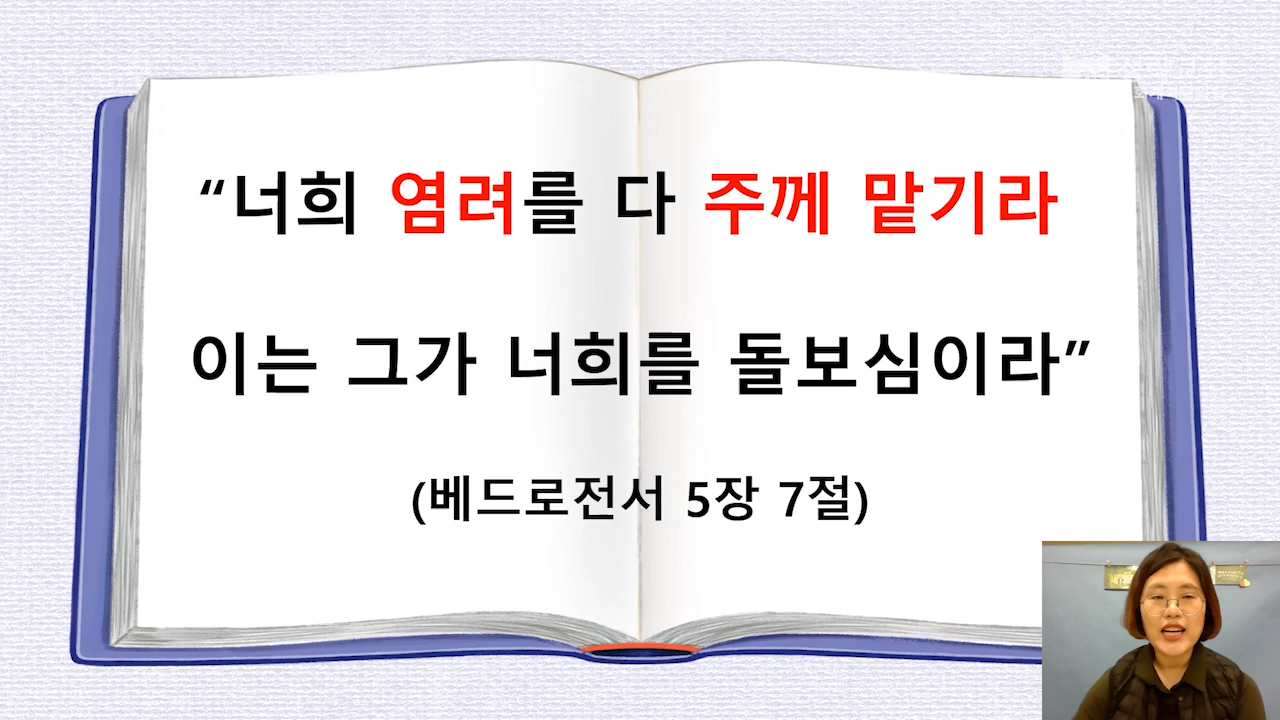 “너희 염려를 다 주께 맡기라
이는 그가 너희를 돌보심이라”
(베드로전서 5장 7절)